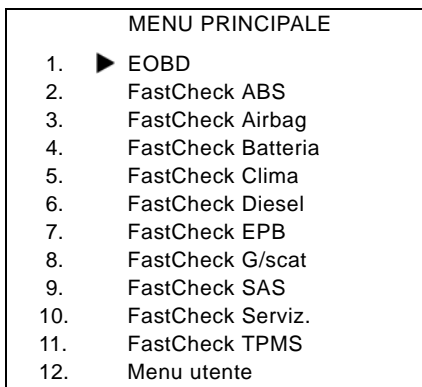 MENU PRINCIPALE
1. EOBD
2. FastCheck ABS
3. FastCheck Airbag
4. FastCheck Batteria
5. FastCheck Clima
6. FastCheck Diesel
7. FastCheck EPB
8. FastCheck G/scat
9. FastCheck SAS
10. FastCheck Serviz.
11. FastCheck TPMS
12. Menu utente